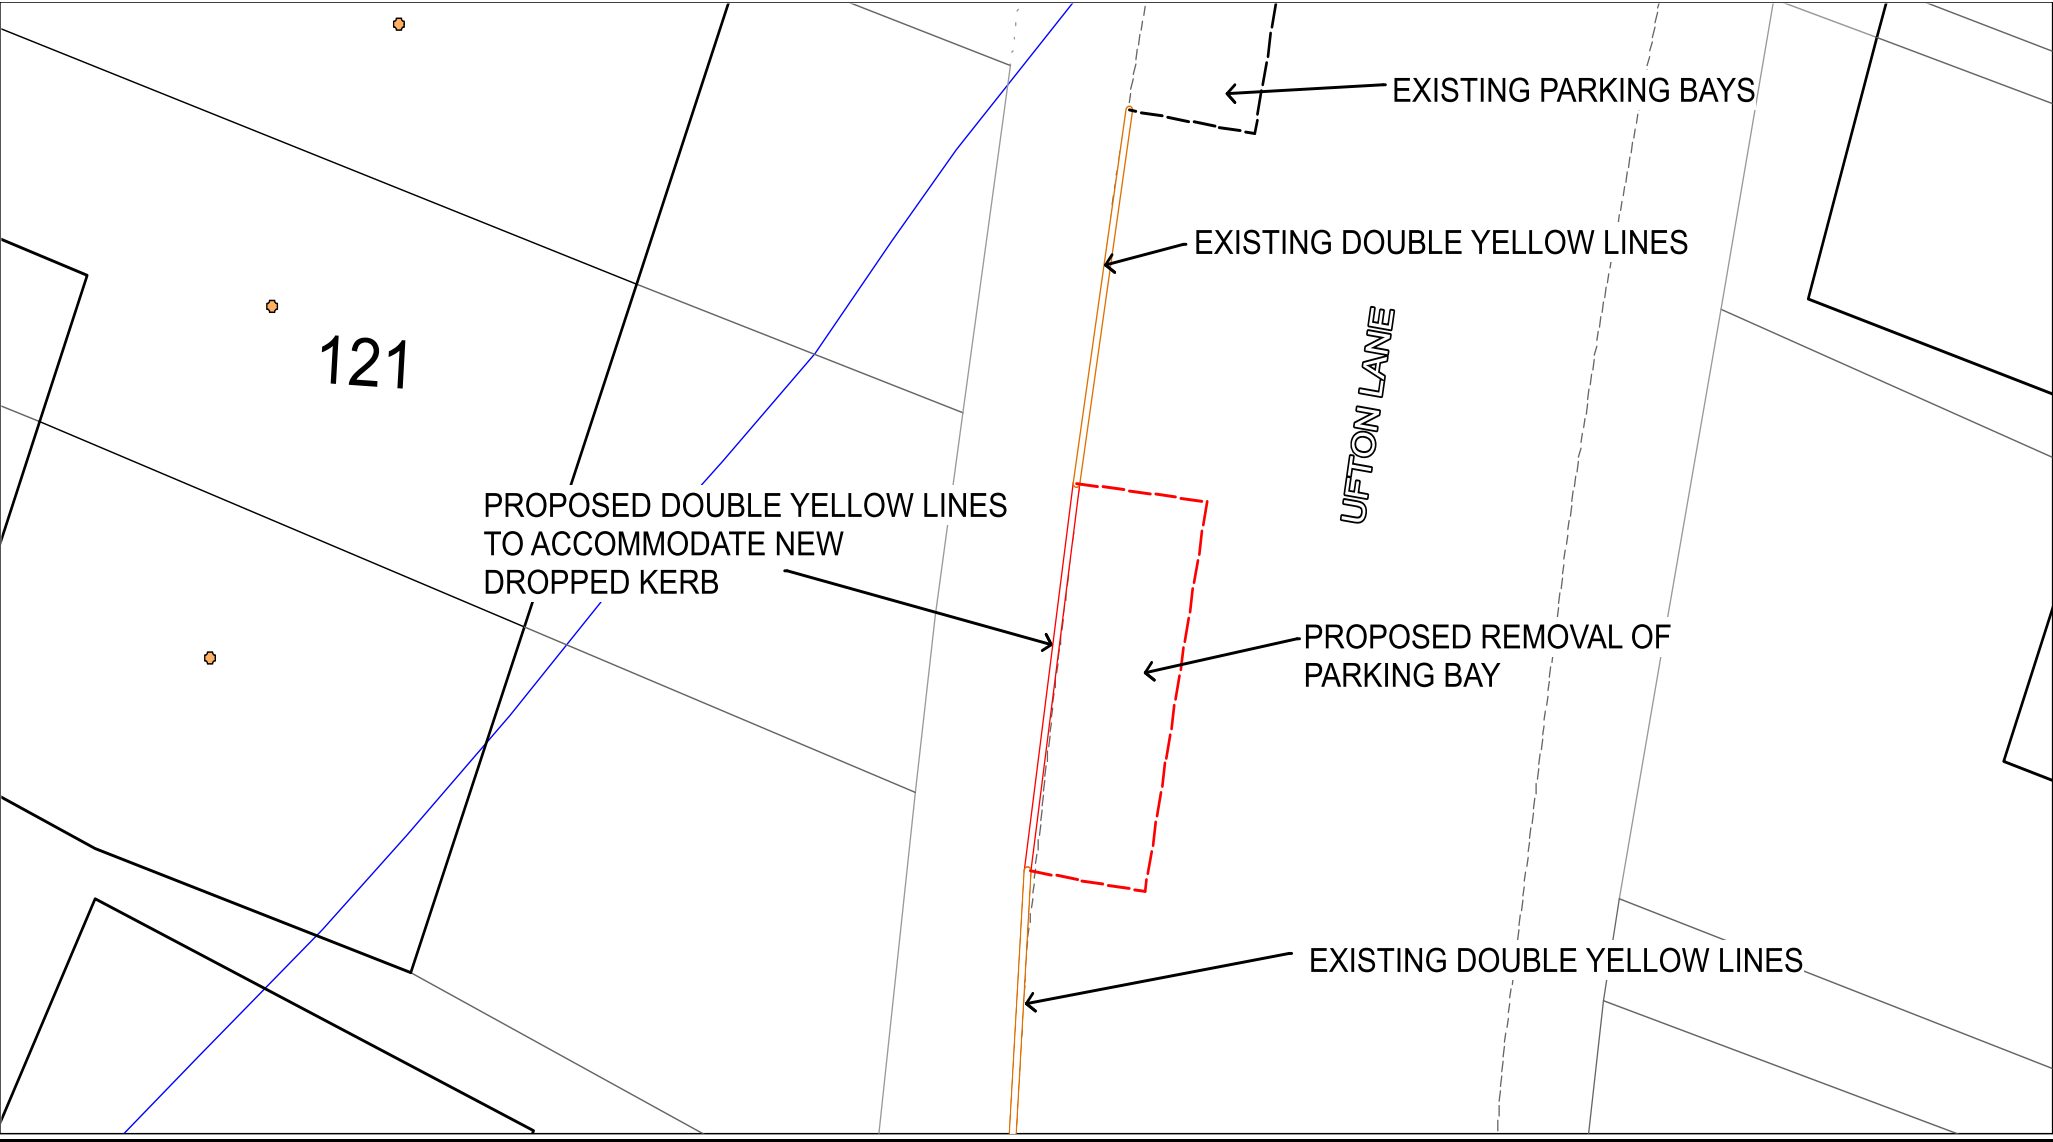 EXISTING PARKING BAYS
EXISTING DOUBLE YELLOW LINES
UFTON LANE
121
PROPOSED DOUBLE YELLOW LINES
TO ACCOMMODATE NEW
DROPPED KERB
PROPOSED REMOVAL OF
PARKING BAY
EXISTING DOUBLE YELLOW LINES